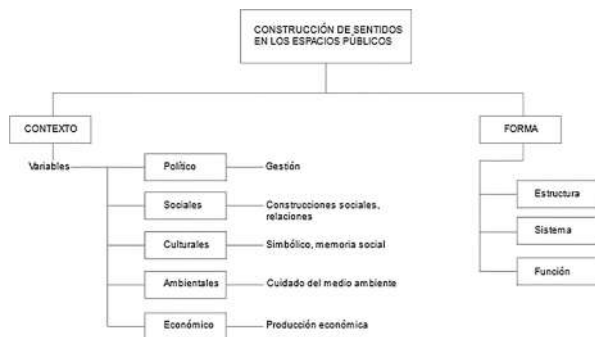 CONSTRUCCIÓN DE SENTIDOS
EN LOS ESPACIOS PÚBLICOS
CONTEXTO
FORMA
Variables
Político
Gestión
Sociales
Construcciones sociales,
relaciones
Culturales
Simbólico, memoria social
Ambientales
Cuidado del medio ambiente
Económico
Producción económica
Estructura
Sistema
Función